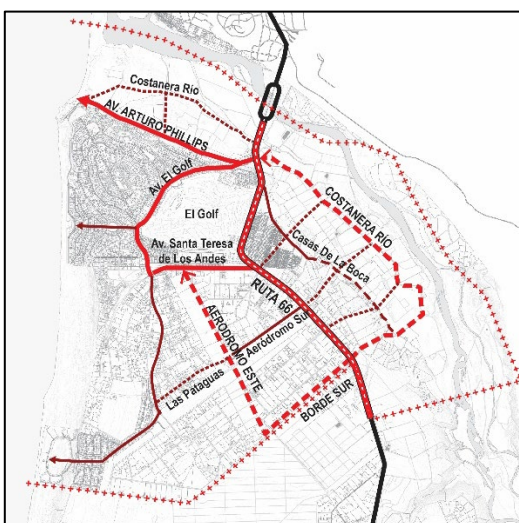 Costanera Río
AV. ARTURO PHILLIPS
Av. El Golf
El Golf
COSTANERA RÍO
Casas De La Boca
Av. Santa Teresa
de Los Andes
RUTA 66
AERODROMO ESTE
Aeródromo Sur
Las Pataguas
BORDE SUR